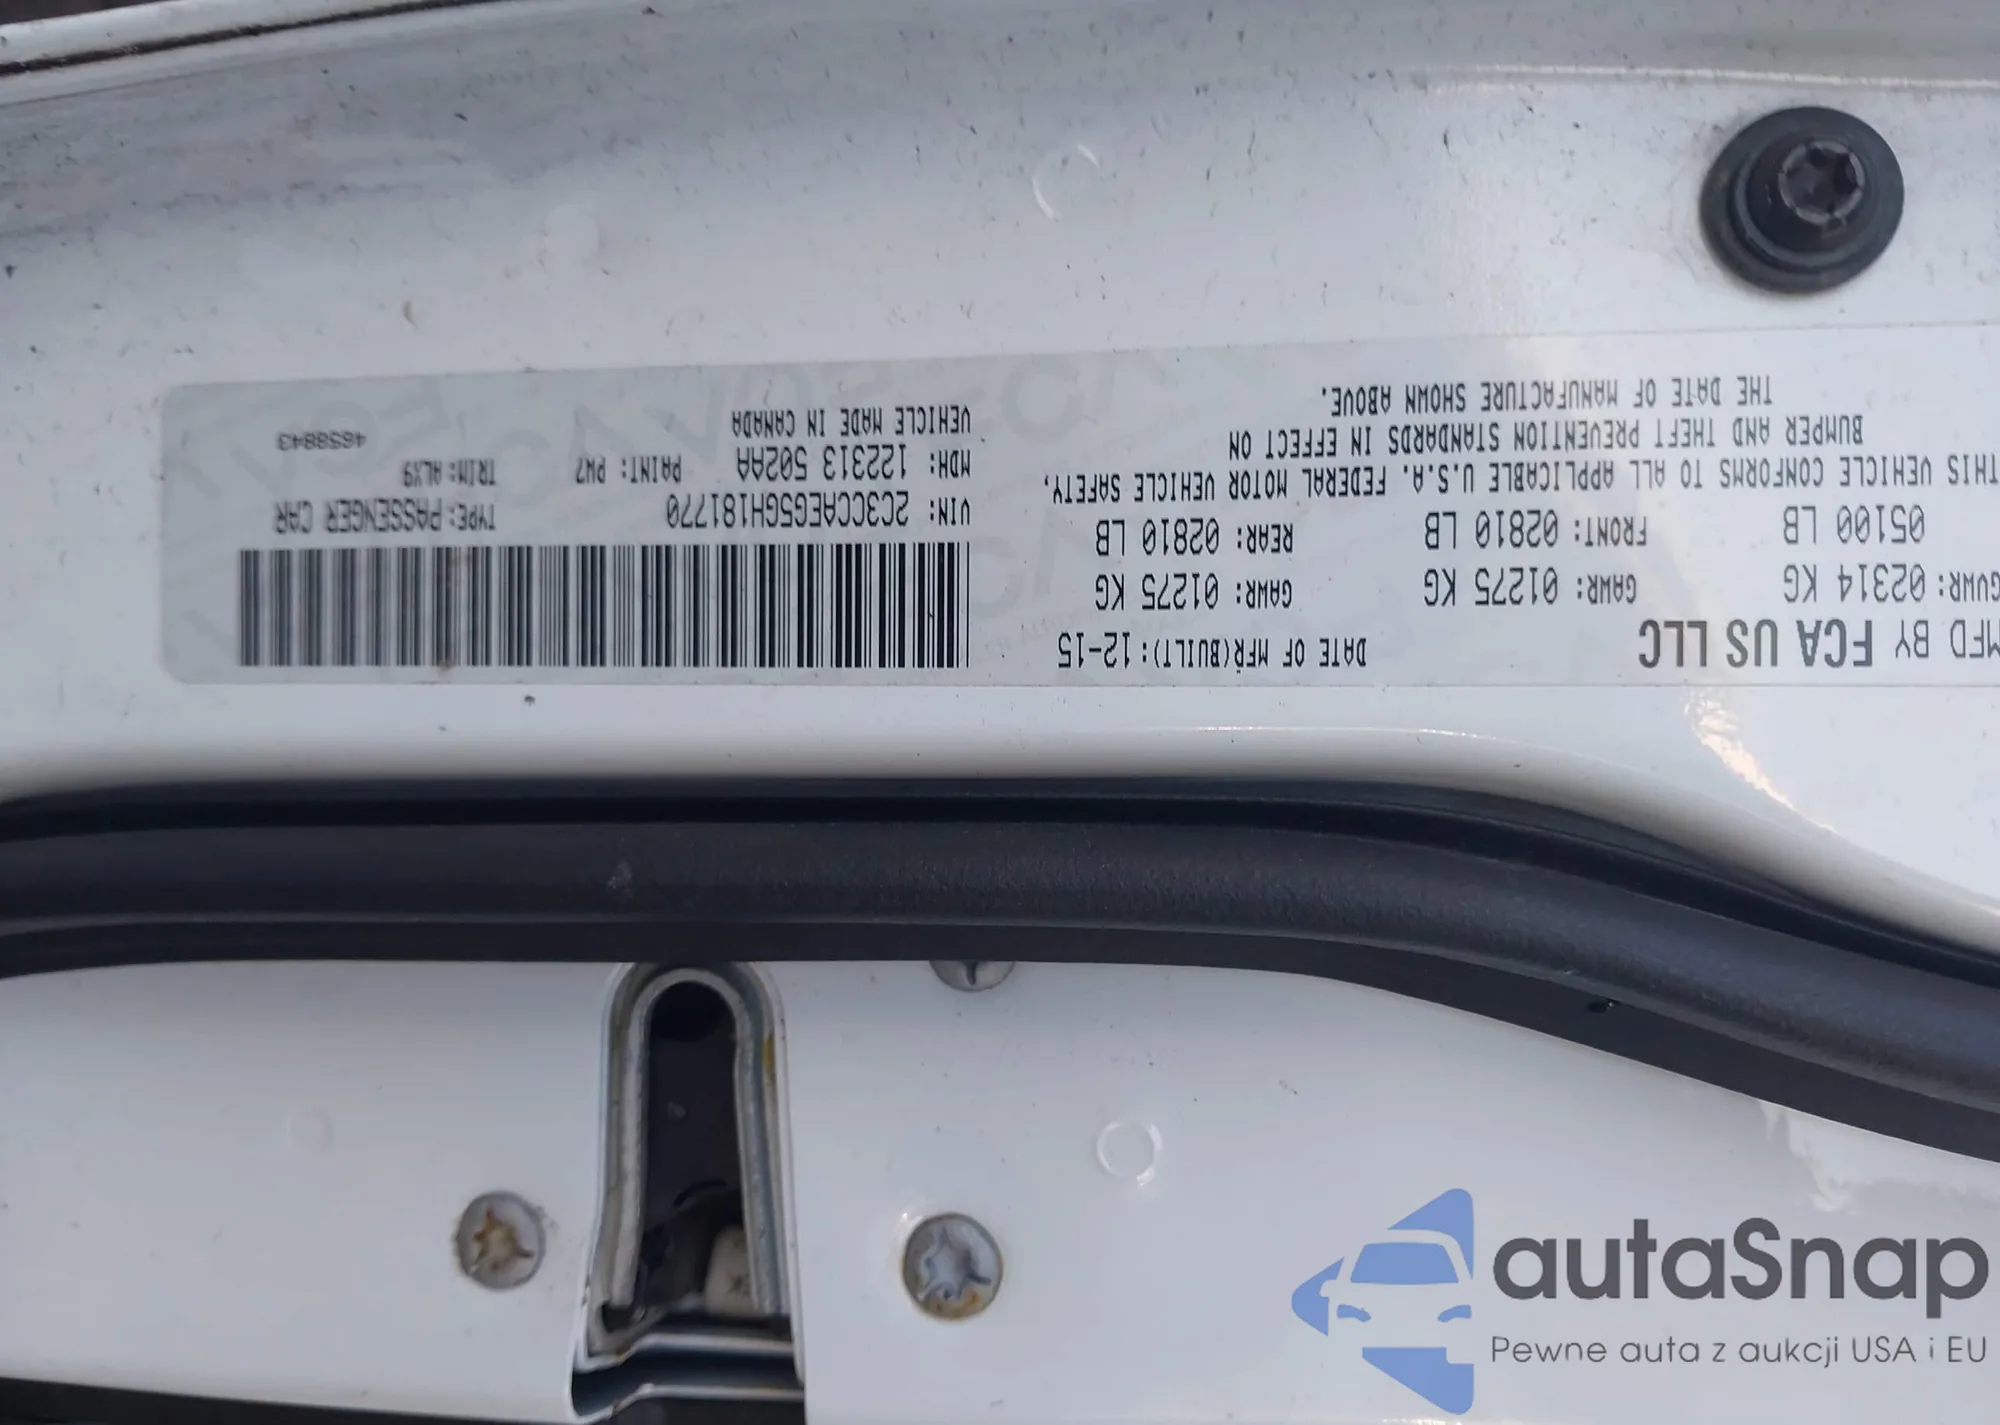 MFD BY FCA US LLC
DATE OF MFR(BUILT): 12-15
GVWR: 02314 KG
GAWR: 01275 KG
GAWR: 01275 KG
05100 LB
FRONT: 02810 LB
REAR: 02810 LB
THIS VEHICLE CONFORMS TO ALL APPLICABLE U.S.A. FEDERAL MOTOR VEHICLE SAFETY,
BUMPER AND THEFT PREVENTION STANDARDS IN EFFECT ON
THE DATE OF MANUFACTURE SHOWN ABOVE.
VIN: 2C3CCAEG5GH181770
TYPE: PASSENGER CAR
MDH: 122313 502AA
PAINT: PW7
TRIM: ALX9
VEHICLE MADE IN CANADA
4658843
autaSnap
Pewne auta z aukcji USA i EU